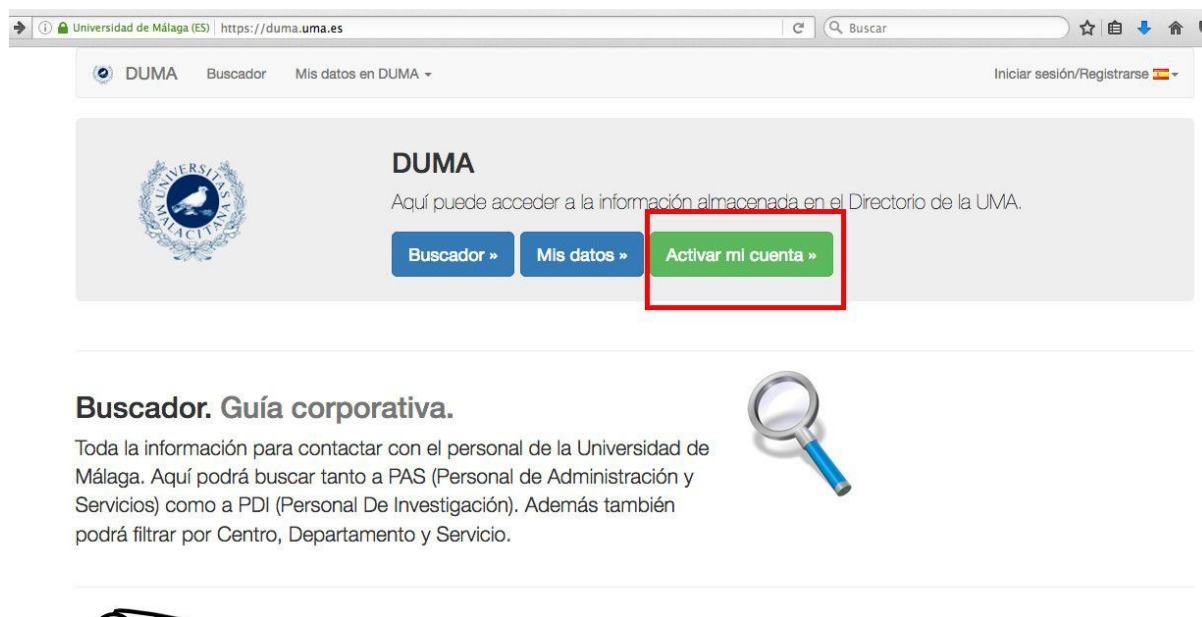 Universidad de Málaga (ES) https://duma.uma.es Buscar
DUMA Buscador Mis datos en DUMA Iniciar sesión/Registrarse
UNIVERSITAS MALACITANA
DUMA
Aquí puede acceder a la información almacenada en el Directorio de la UMA.
Buscador » Mis datos » Activar mi cuenta »
Buscador. Guía corporativa.
Toda la información para contactar con el personal de la Universidad de
Málaga. Aquí podrá buscar tanto a PAS (Personal de Administración y
Servicios) como a PDI (Personal De Investigación). Además también
podrá filtrar por Centro, Departamento y Servicio.